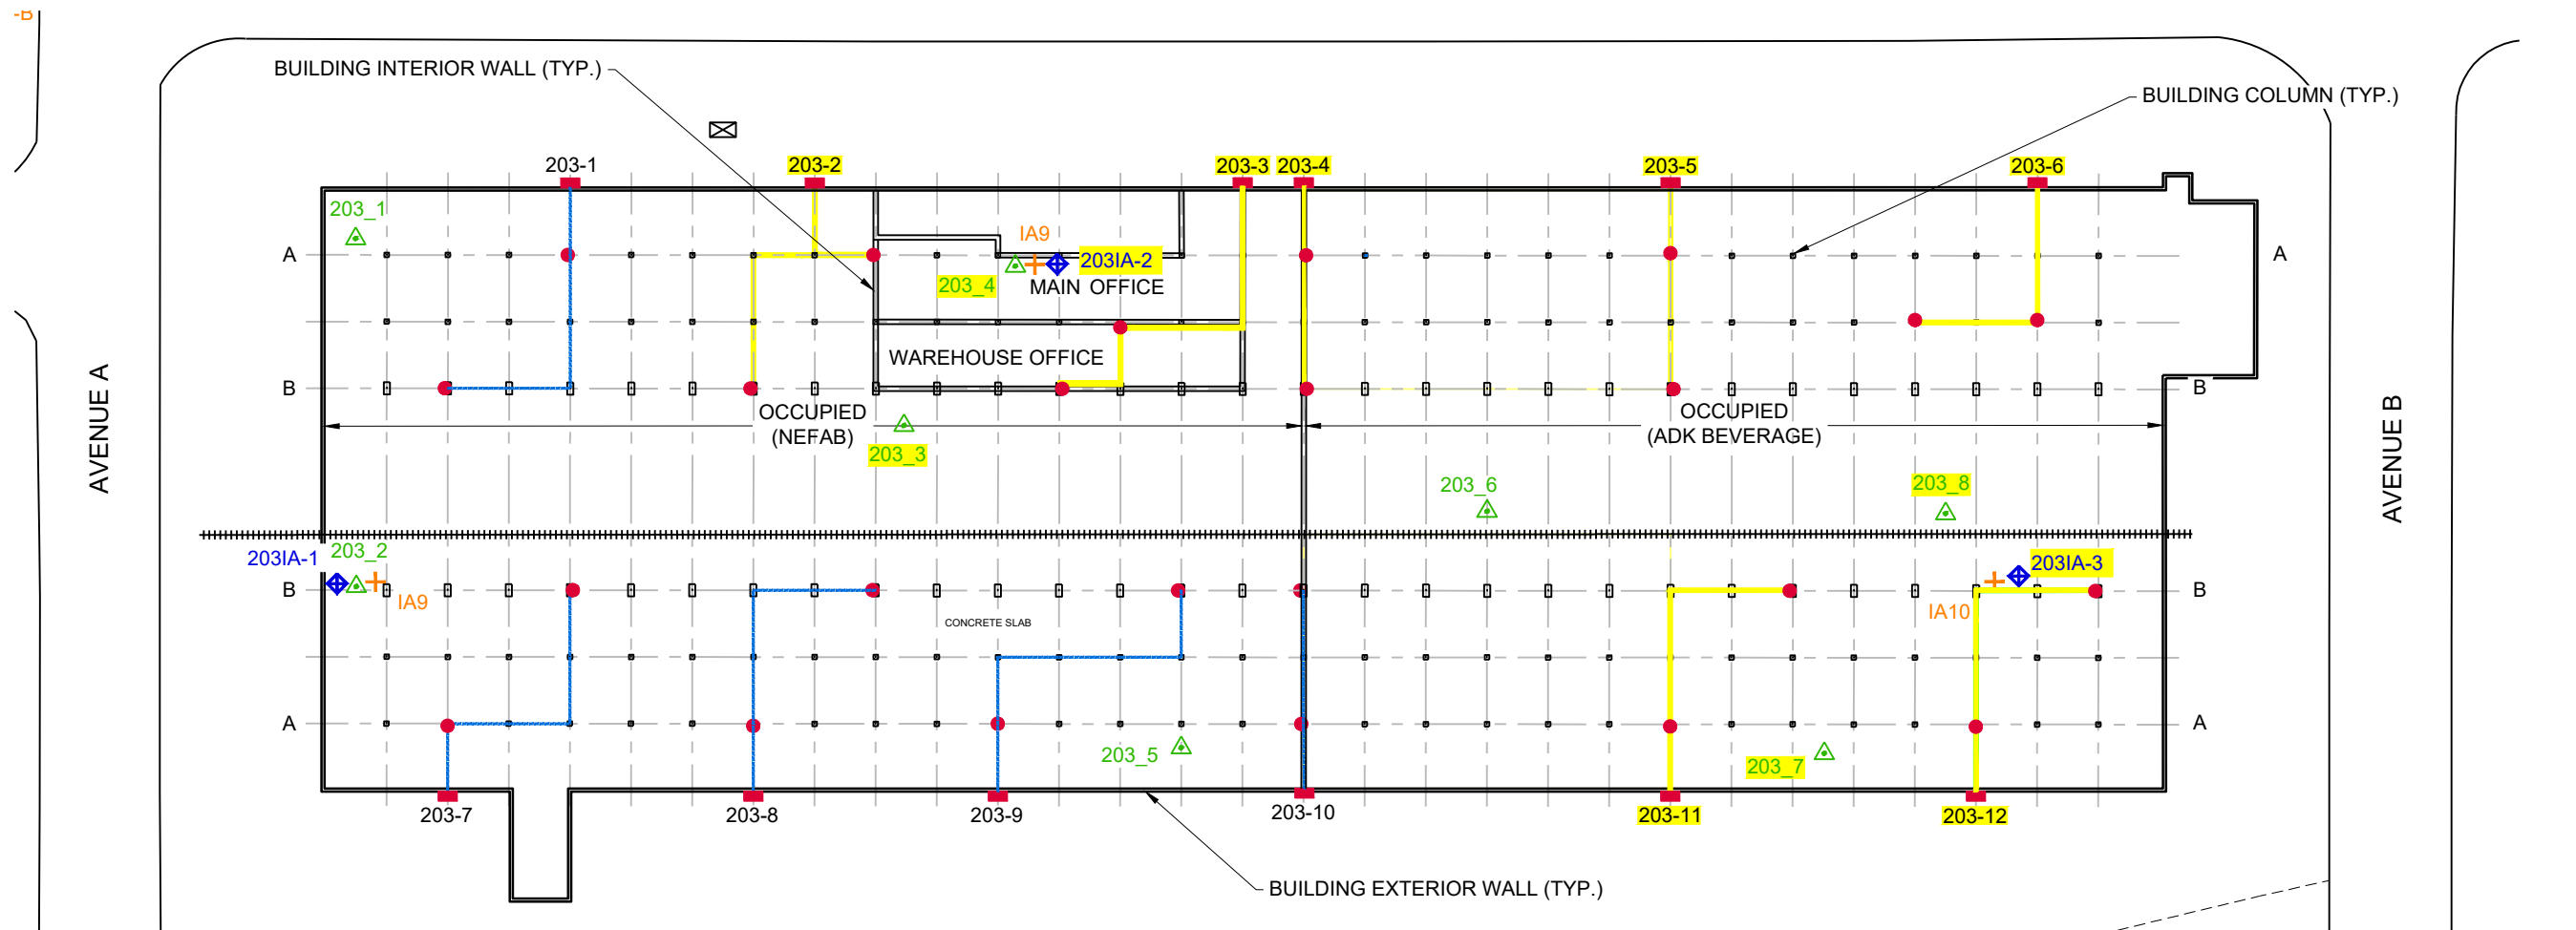 -B
BUILDING INTERIOR WALL (TYP.)
BUILDING COLUMN (TYP.)
203-1
203-2
203-3
203-4
203-5
203-6
203_1
IA9
203IA-2
203_4
MAIN OFFICE
A
A
WAREHOUSE OFFICE
B
B
OCCUPIED
(NEFAB)
OCCUPIED
(ADK BEVERAGE)
AVENUE A
AVENUE B
203_3
203_6
203_8
203IA-1
203_2
203IA-3
B
IA9
IA10
B
CONCRETE SLAB
A
A
203_5
203_7
203-7
203-8
203-9
203-10
203-11
203-12
BUILDING EXTERIOR WALL (TYP.)